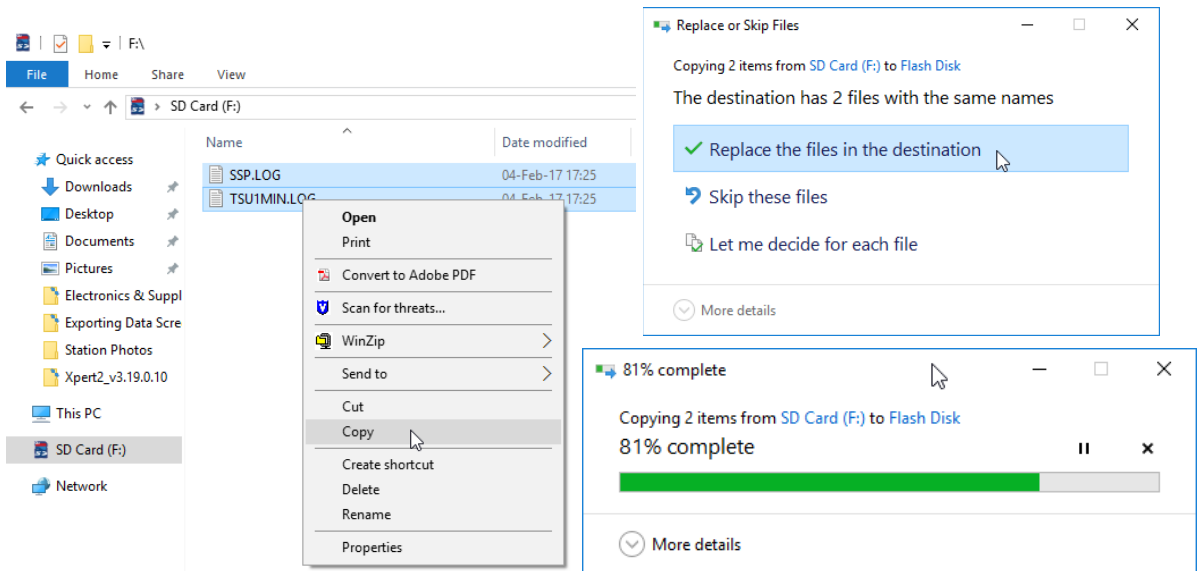 F:\
File Home Share View
SD Card (F:)
Name Date modified
Quick access
Downloads
Desktop
Documents
Pictures
Electronics & Suppl
Exporting Data Scre
Station Photos
Xpert2_v3.19.0.10
This PC
SD Card (F:)
Network
SSP.LOG 04-Feb-17 17:25
TSU1MIN.LOG 04-Feb-17 17:25
Open
Print
Convert to Adobe PDF
Scan for threats...
WinZip
Send to
Cut
Copy
Create shortcut
Delete
Rename
Properties
Replace or Skip Files
Copying 2 items from SD Card (F:) to Flash Disk
The destination has 2 files with the same names
Replace the files in the destination
Skip these files
Let me decide for each file
More details
81% complete
Copying 2 items from SD Card (F:) to Flash Disk
81% complete
More details